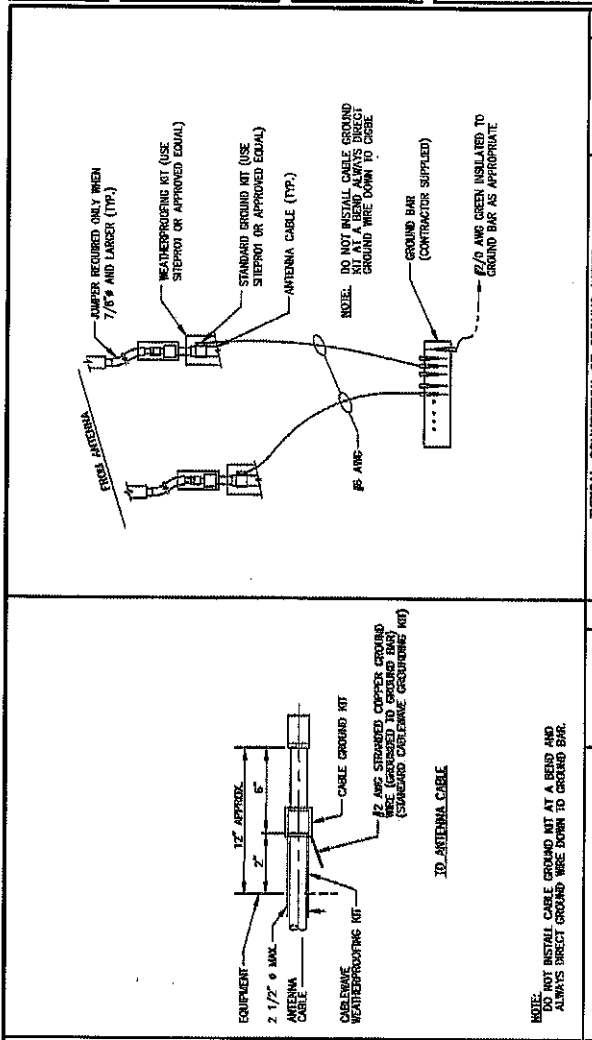 EQUIPMENT
2 1/2" ø MAX.
ANTENNA
CABLE
CABLEWAVE
WEATHERPROOFING KIT
12" APPROX.
2"
6"
CABLE GROUND KIT
#2 AWG STRANDED COPPER GROUND
WIRE (GROUNDED TO GROUND BAR)
(STANDARD CABLEWAVE GROUNDING KIT)
TO ANTENNA CABLE
NOTE:
DO NOT INSTALL CABLE GROUND KIT AT A BEND AND
ALWAYS DIRECT GROUND WIRE DOWN TO GROUND BAR.
FROM ANTENNA
JUMPER REQUIRED ONLY WHEN
7/8"ø AND LARGER (TYP.)
WEATHERPROOFING KIT (USE
SITEPRO1 OR APPROVED EQUAL)
STANDARD GROUND KIT (USE
SITEPRO1 OR APPROVED EQUAL)
ANTENNA CABLE (TYP.)
#6 AWG
NOTE: DO NOT INSTALL CABLE GROUND
KIT AT A BEND ALWAYS DIRECT
GROUND WIRE DOWN TO CIGBE
GROUND BAR
(CONTRACTOR SUPPLIED)
#2/0 AWG GREEN INSULATED TO
GROUND BAR AS APPROPRIATE